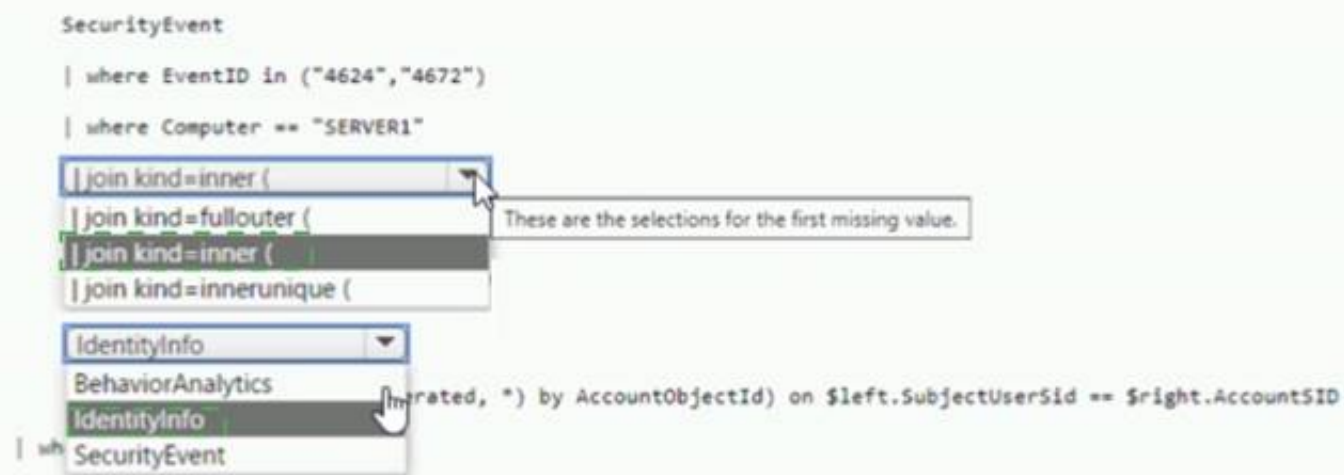 SecurityEvent
| where EventID in ("4624","4672")
| where Computer == "SERVER1"
| join kind=inner (
| join kind=fullouter (
These are the selections for the first missing value.
| join kind=inner (
| join kind=innerunique (
IdentityInfo
BehaviorAnalytics
erated, *) by AccountObjectId) on $left.SubjectUserSid == $right.AccountSID
IdentityInfo
| wh
SecurityEvent